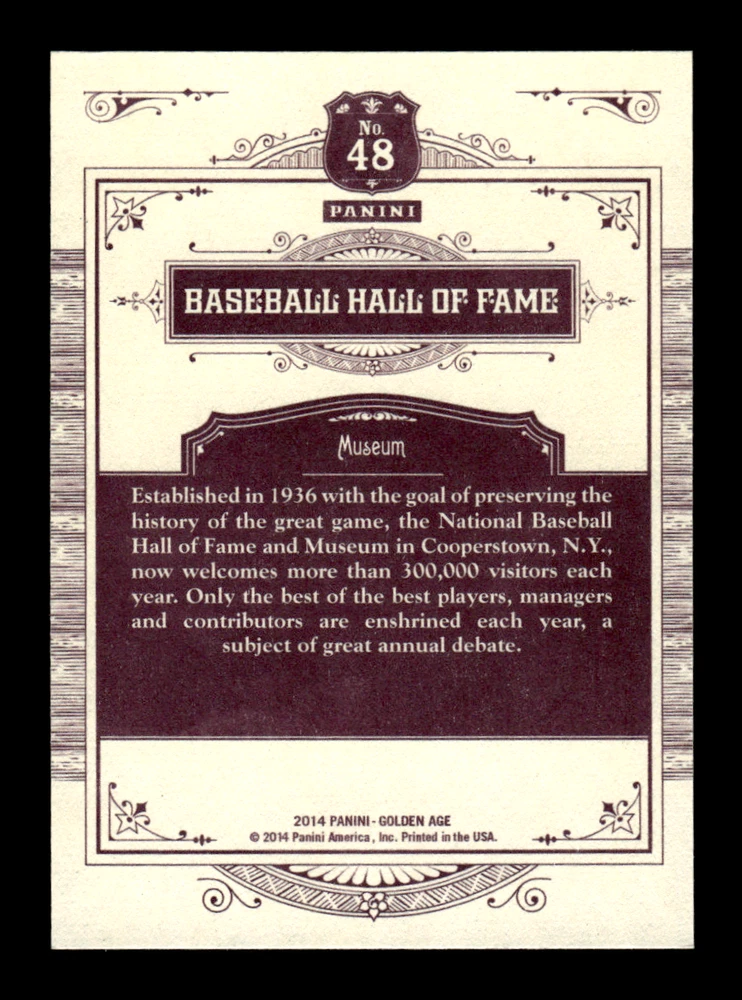 No.
48
PANINI
BASEBALL HALL OF FAME
Museum
Established in 1936 with the goal of preserving the
history of the great game, the National Baseball
Hall of Fame and Museum in Cooperstown, N.Y.,
now welcomes more than 300,000 visitors each
year. Only the best of the best players, managers
and contributors are enshrined each year, a
subject of great annual debate.
2014 PANINI - GOLDEN AGE
© 2014 Panini America, Inc. Printed in the USA.